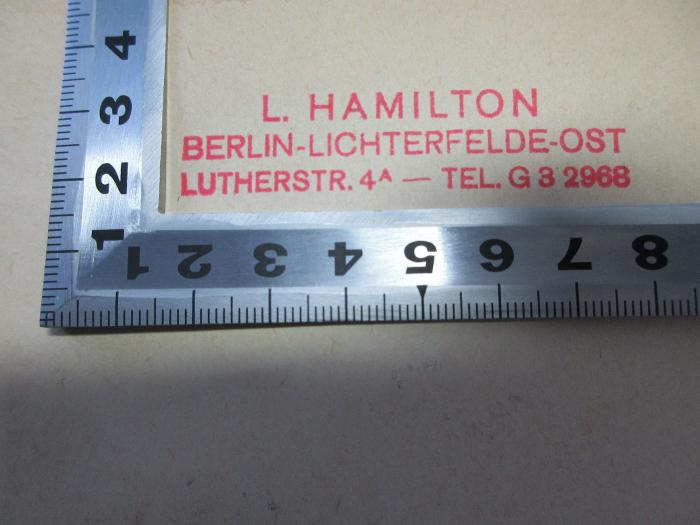 L. HAMILTON
BERLIN-LICHTERFELDE-OST
LUTHERSTR. 4A — TEL. G 3 2968
4
3
2
1
1 2 3 4 5 6 7 8